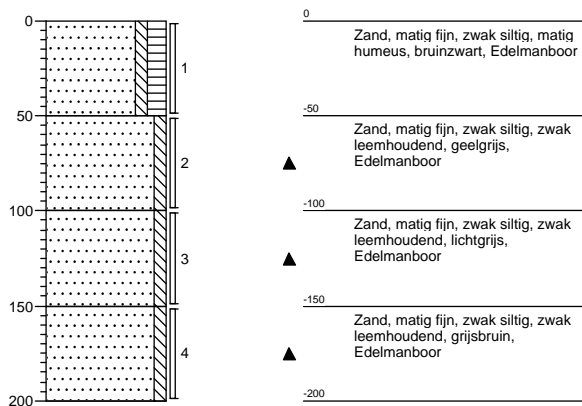 0
50
100
150
200
1
2
3
4
0
Zand, matig fijn, zwak siltig, matig
humeus, bruinzwart, Edelmanboor
-50
Zand, matig fijn, zwak siltig, zwak
leemhoudend, geelgrijs,
Edelmanboor
-100
Zand, matig fijn, zwak siltig, zwak
leemhoudend, lichtgrijs,
Edelmanboor
-150
Zand, matig fijn, zwak siltig, zwak
leemhoudend, grijsbruin,
Edelmanboor
-200